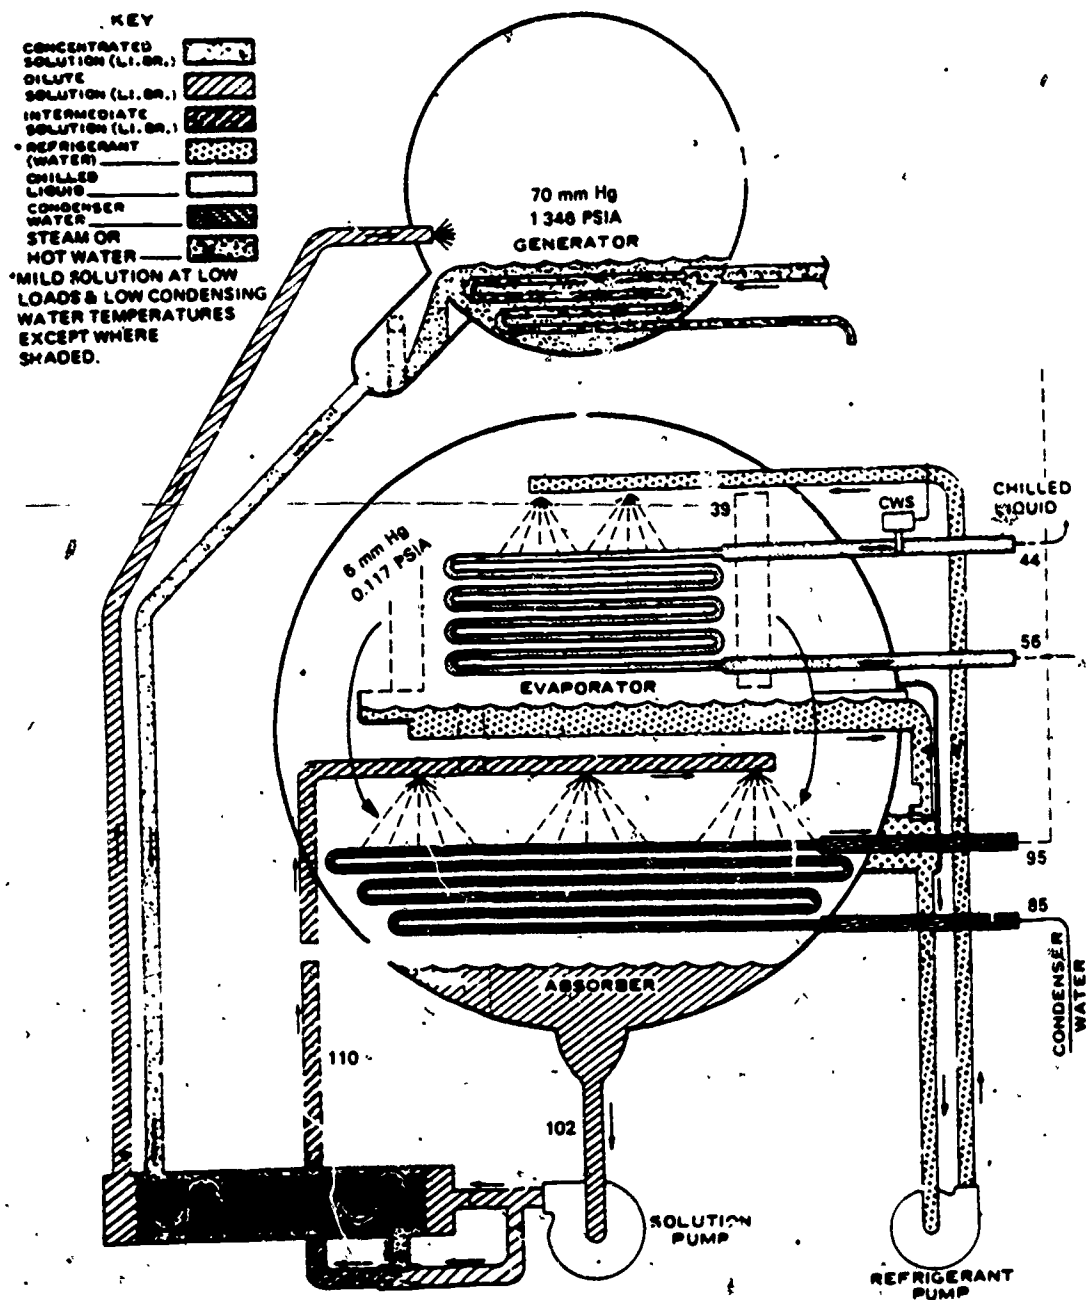 KEY
CONCENTRATED
SOLUTION (LI.BR.)
DILUTE
SOLUTION (LI.BR.)
INTERMEDIATE
SOLUTION (LI.BR.)
*REFRIGERANT
(WATER)
CHILLED
LIQUID
CONDENSER
WATER
STEAM OR
HOT WATER
*MILD SOLUTION AT LOW
LOADS & LOW CONDENSING
WATER TEMPERATURES
EXCEPT WHERE
SHADED.
70 mm Hg
1 348 PSIA
GENERATOR
39
CWS
CHILLED
LIQUID
44
6 mm Hg
0.117 PSIA
56
EVAPORATOR
95
85
ABSORBER
CONDENSER
WATER
110
102
SOLUTION
PUMP
REFRIGERANT
PUMP